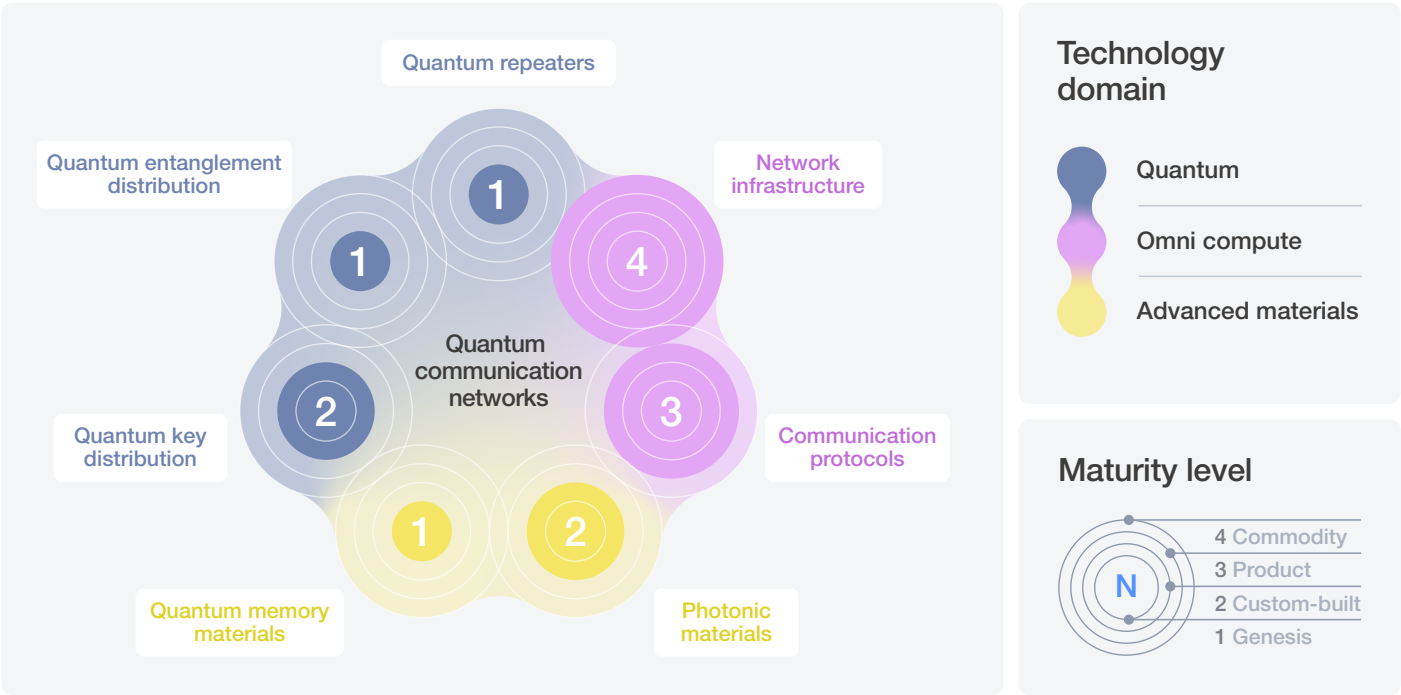 Quantum repeaters
Quantum entanglement
distribution
Network
infrastructure
1
1
4
Quantum
communication
networks
2
3
Quantum key
distribution
Communication
protocols
1
2
Quantum memory
materials
Photonic
materials
Technology
domain
Quantum
Omni compute
Advanced materials
Maturity level
N
4 Commodity
3 Product
2 Custom-built
1 Genesis